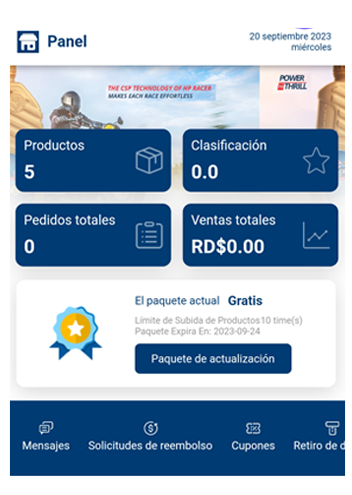 Panel
20 septiembre 2023
miércoles
THE CSP TECHNOLOGY OF HP RACER
MAKES EACH RACE EFFORTLESS
POWER
THRILL
Productos
5
Clasificación
0.0
Pedidos totales
0
Ventas totales
RD$0.00
El paquete actual Gratis
Límite de Subida de Productos10 time(s)
Paquete Expira En: 2023-09-24
Paquete de actualización
Mensajes
Solicitudes de reembolso
Cupones
Retiro de d